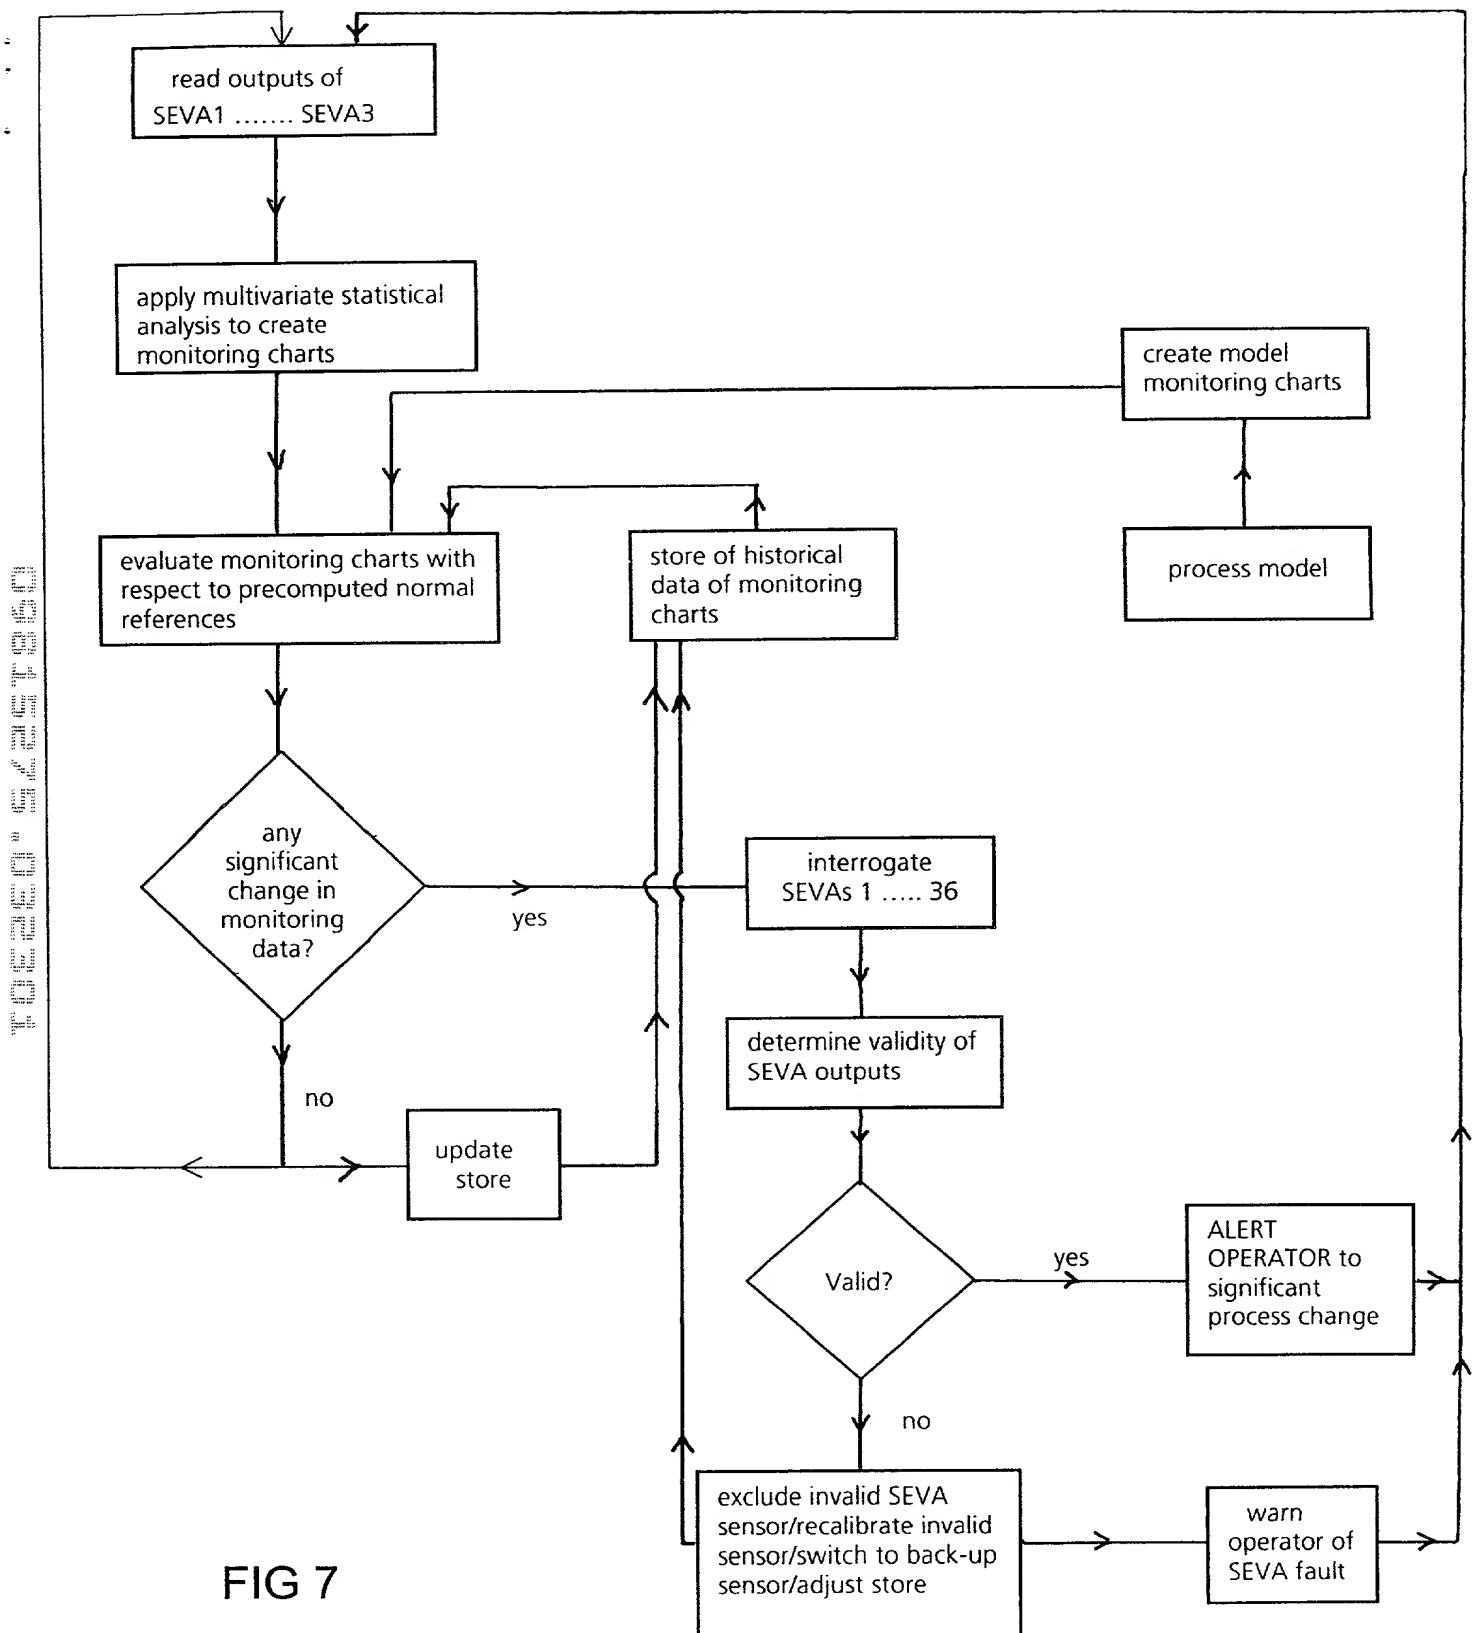 read outputs of
SEVA1 ....... SEVA3
apply multivariate statistical
analysis to create
monitoring charts
create model
monitoring charts
process model
evaluate monitoring charts with
respect to precomputed normal
references
store of historical
data of monitoring
charts
any
significant
change in
monitoring
data?
yes
interrogate
SEVAs 1 ..... 36
determine validity of
SEVA outputs
no
update
store
Valid?
yes
ALERT
OPERATOR to
significant
process change
no
exclude invalid SEVA
sensor/recalibrate invalid
sensor/switch to back-up
sensor/adjust store
warn
operator of
SEVA fault
FIG 7